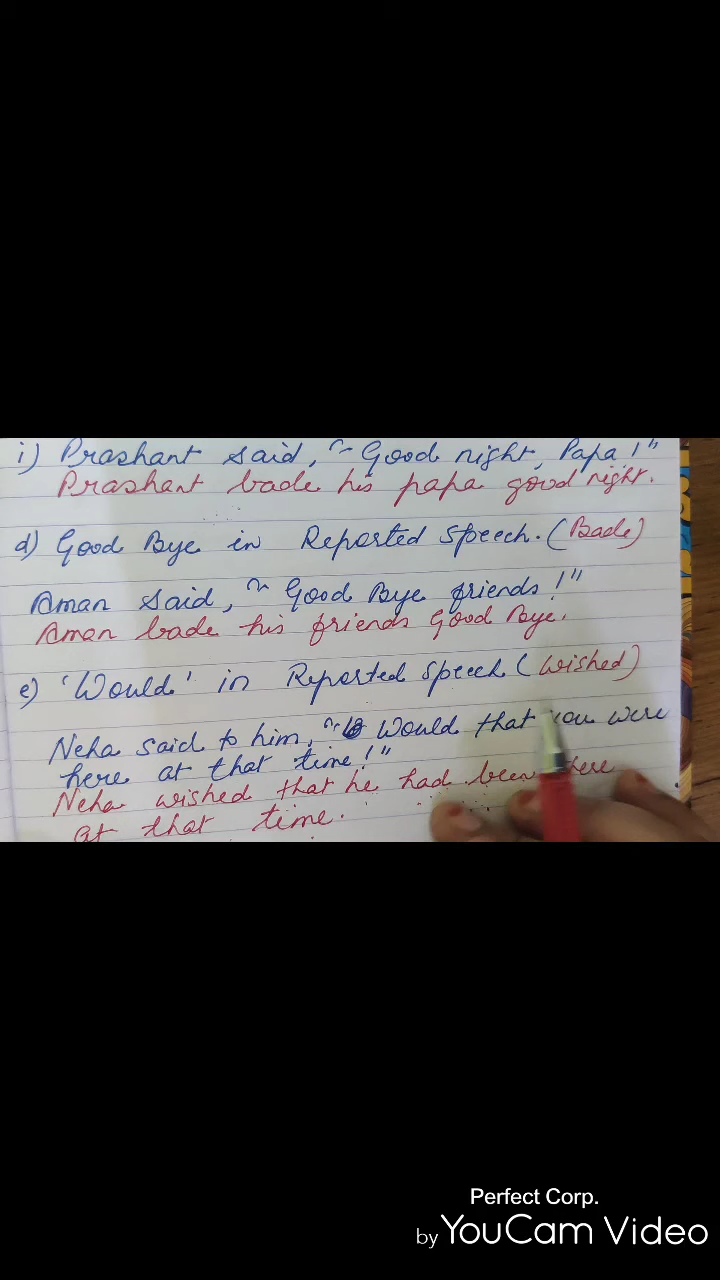 i) Prashant said, "Good night, Papa!"
Prashant bade his papa good night.
d) Good Bye in Reported speech. (Bade)
Aman said, "Good Bye friends!"
Aman bade his friends Good Bye.
e) 'Would' in Reported speech (wished)
Neha said to him, "Would that you were
here at that time!"
Neha wished that he had been
at that time.
Perfect Corp.
by YouCam Video